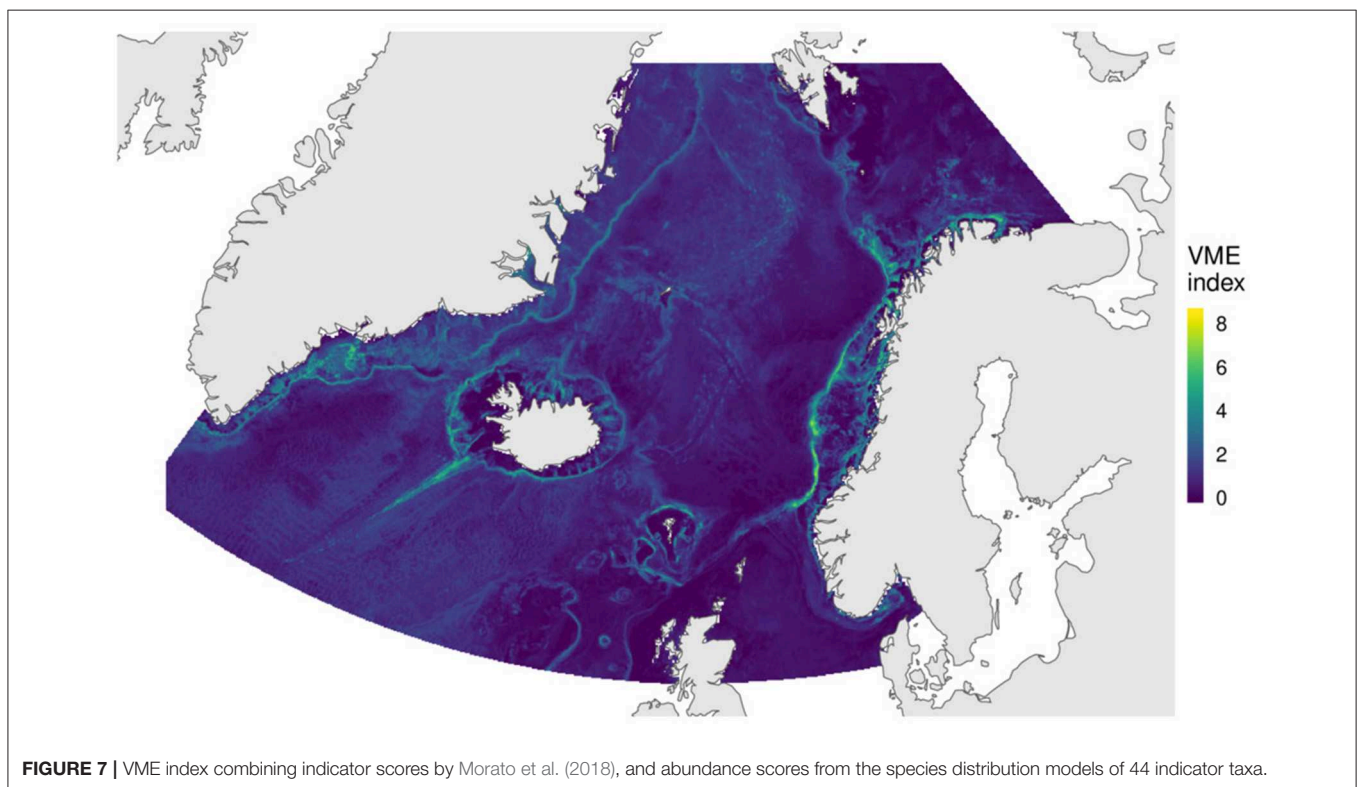 VME
index
8
6
4
2
0
FIGURE 7 | VME index combining indicator scores by Morato et al. (2018), and abundance scores from the species distribution models of 44 indicator taxa.